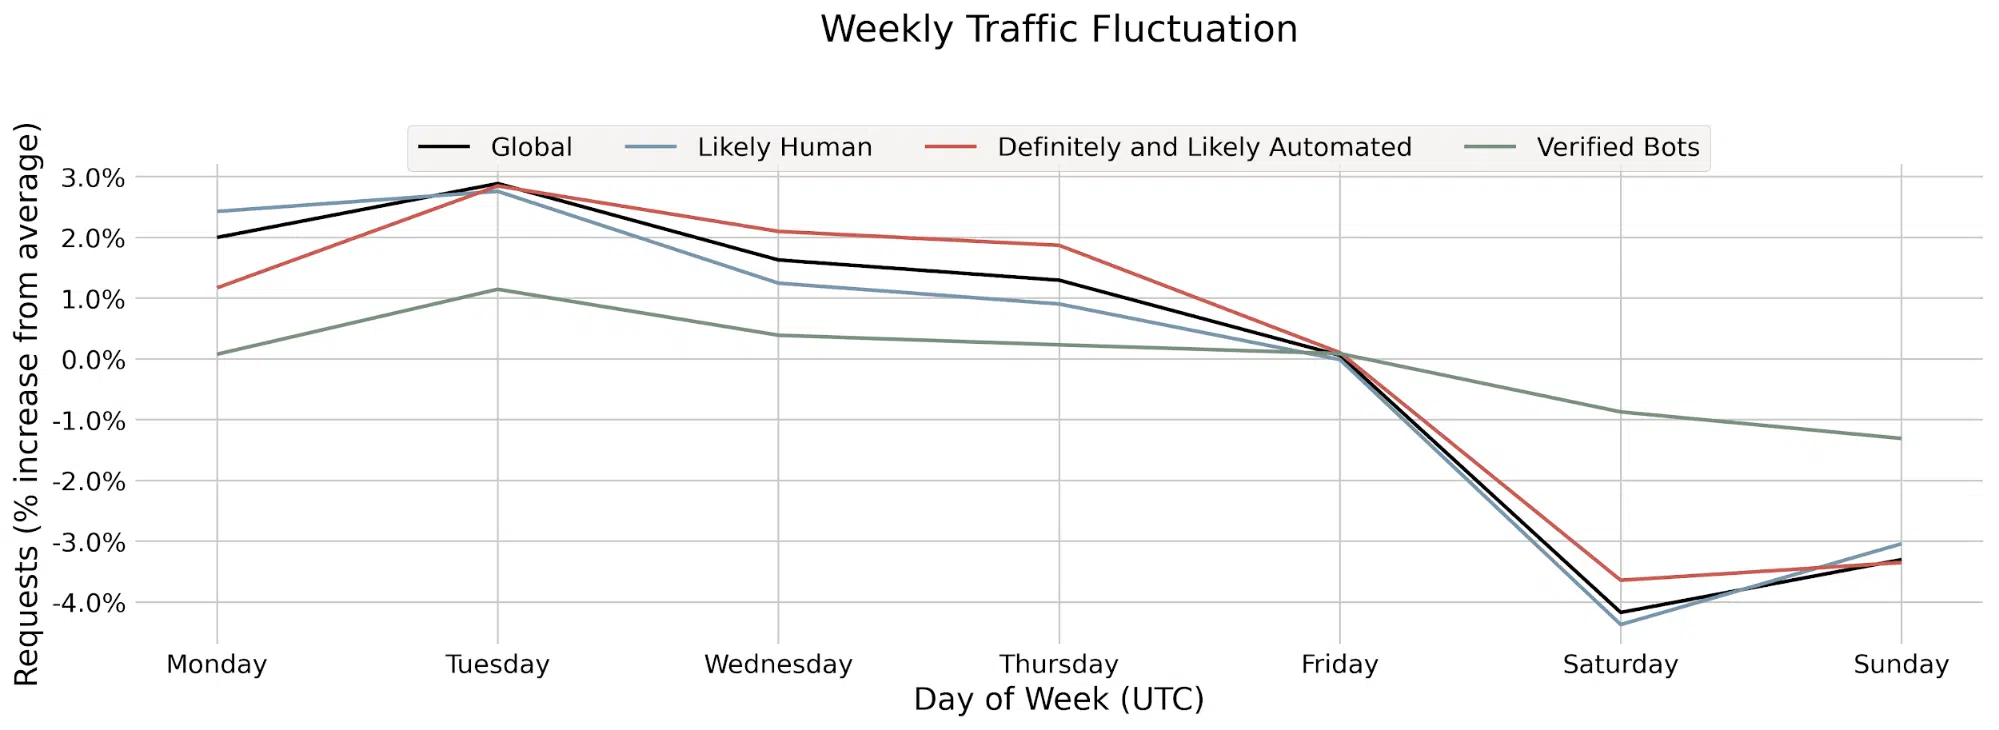 Weekly Traffic Fluctuation
Global Likely Human Definitely and Likely Automated Verified Bots
Requests (% increase from average)
3.0%
2.0%
1.0%
0.0%
-1.0%
-2.0%
-3.0%
-4.0%
Monday Tuesday Wednesday Thursday Friday Saturday Sunday
Day of Week (UTC)